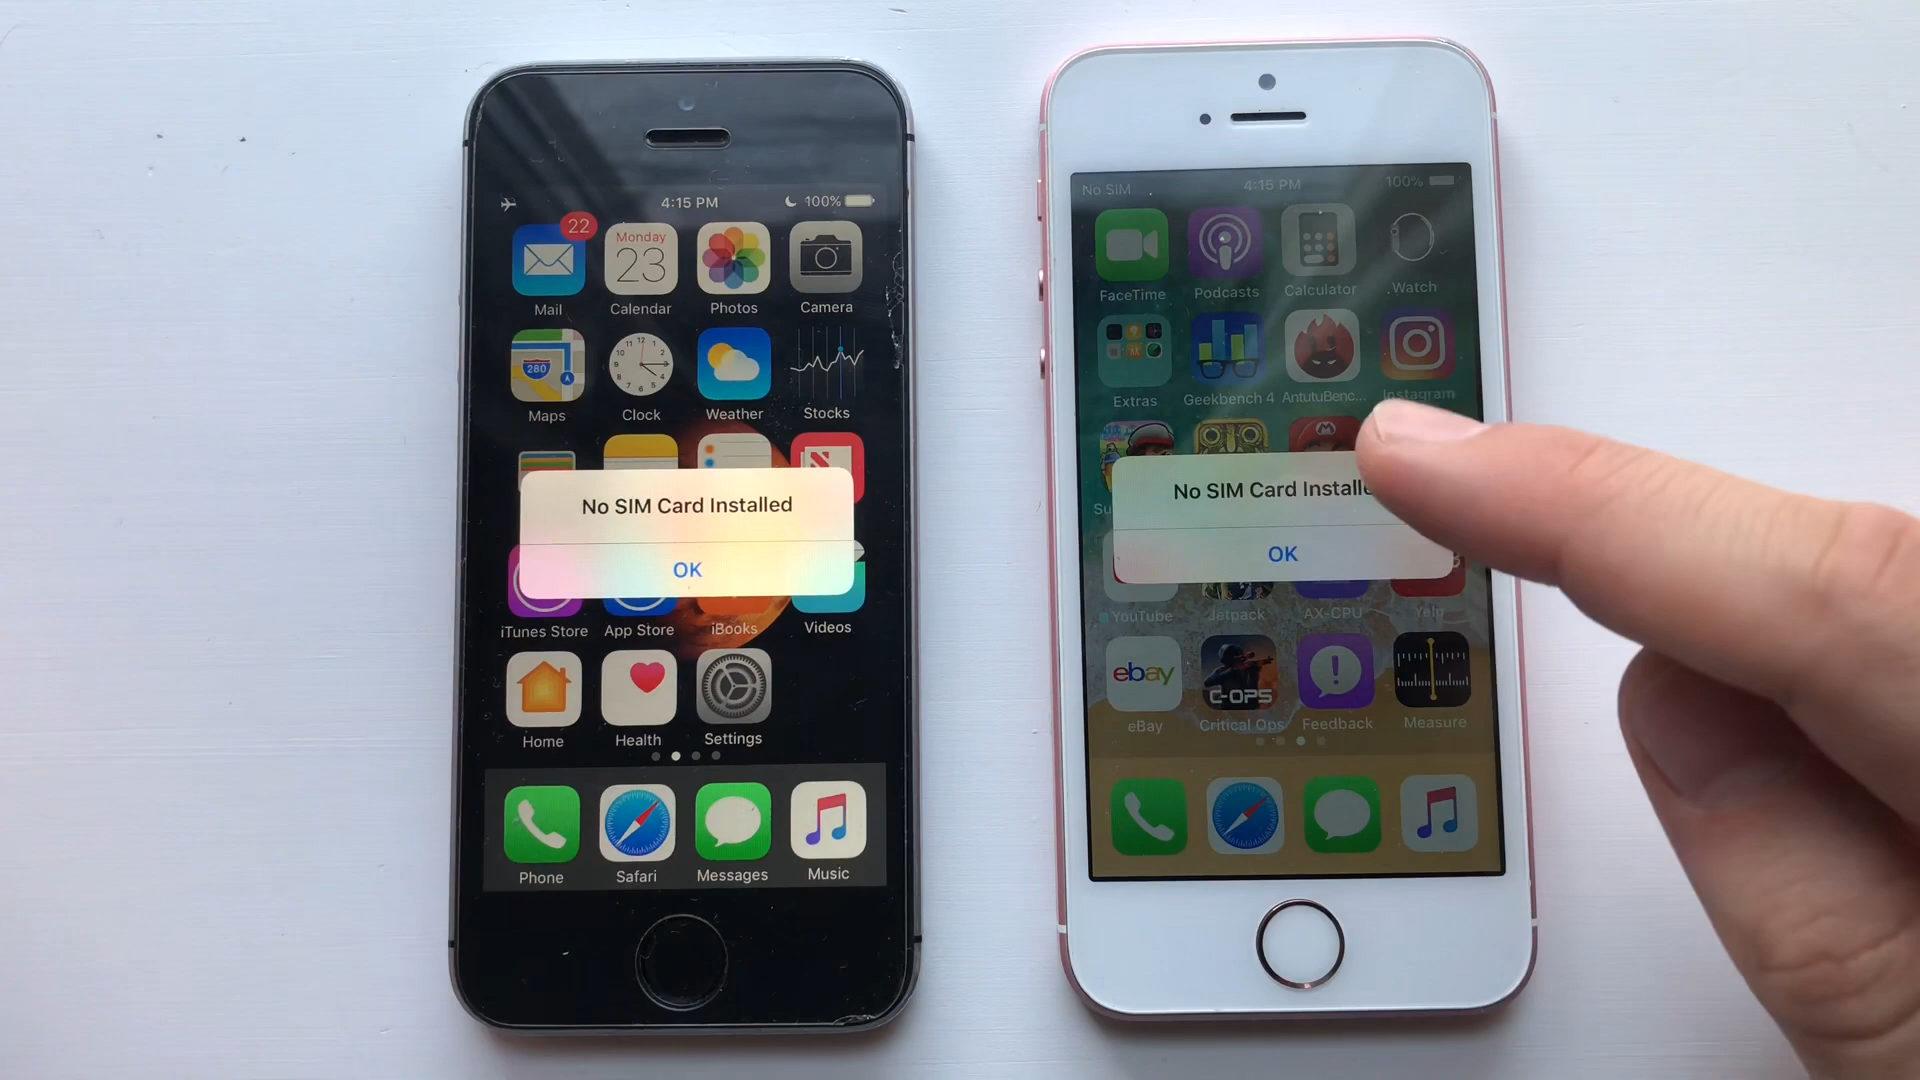 4:15 PM
100%
22
Mail
Monday
23
Calendar
Photos
Camera
280
Maps
Clock
Weather
Stocks
No SIM Card Installed
OK
iTunes Store
App Store
iBooks
Videos
Home
Health
Settings
Phone
Safari
Messages
Music
No SIM
4:15 PM
100%
FaceTime
Podcasts
Calculator
Watch
Extras
Geekbench 4
AntutuBenc...
Instagram
Su
No SIM Card Installe
OK
YouTube
Jetpack
AX-CPU
Yelp
ebay
C-OPS
eBay
Critical Ops
Feedback
Measure